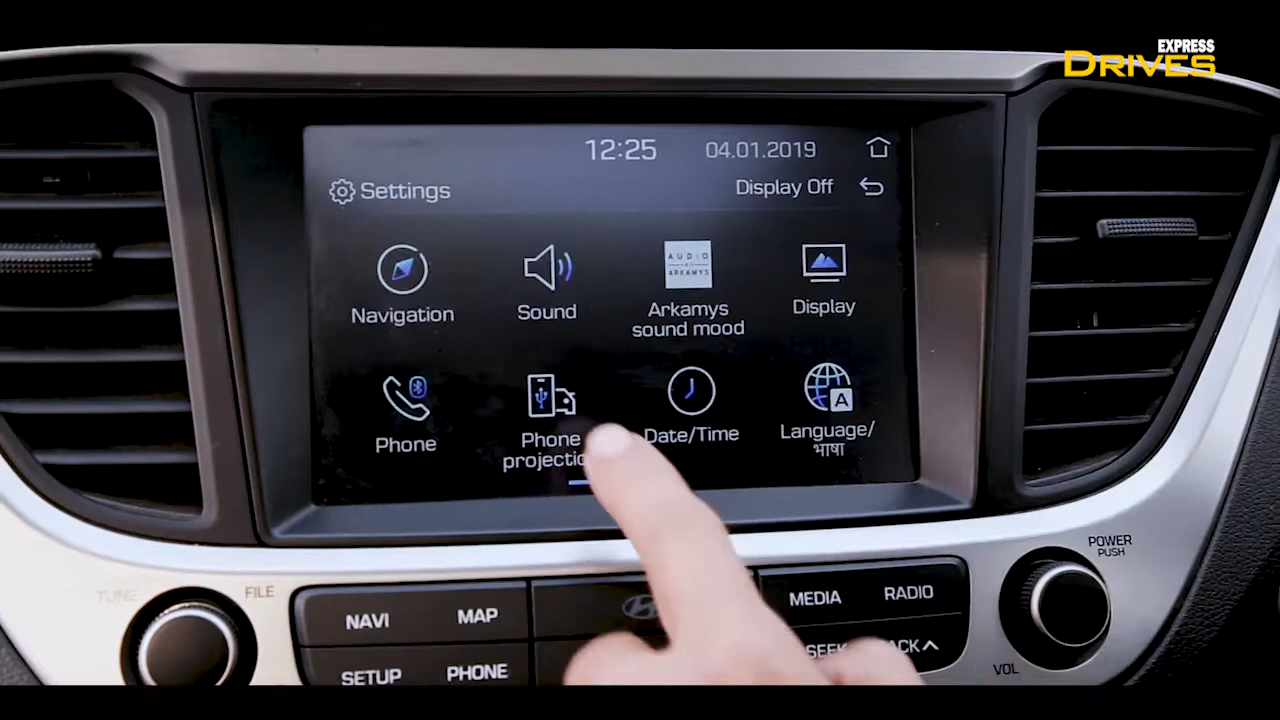 EXPRESS
DRIVES
12:25 04.01.2019
Settings Display Off
Navigation Sound Arkamys sound mood Display
AUDIO BY ARKAMYS
Phone Phone projection Date/Time Language/ भाषा
A
TUNE FILE
POWER
PUSH
NAVI MAP MEDIA RADIO
SETUP PHONE SEEK
VOL